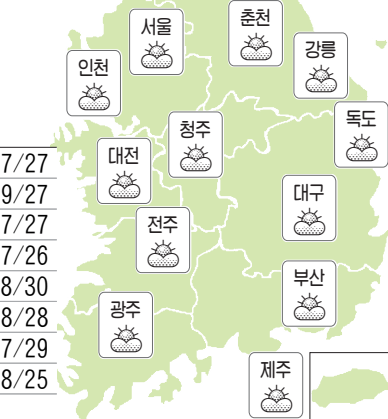 춘천
서울
강릉
인천
독도
청주
대전
7/27
9/27
대구
7/27
전주
7/26
8/30
부산
광주
8/28
7/29
제주
8/25